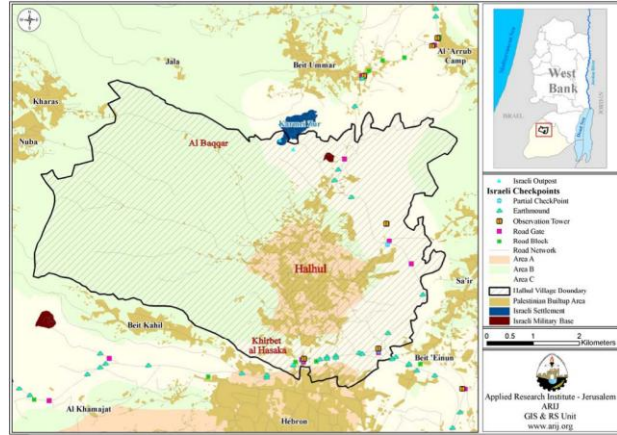 Jala
Beit Ummar
Al 'Arrub
Camp
Kharas
Nuba
Karmei Zur
Al Baqqar
Halhul
Sa'ir
Beit Kahil
Khirbet
al Hasaka
Beit 'Einun
Al Khamajat
Hebron
West
Bank
ISRAEL
Israeli Outpost
Israeli Checkpoints
Partial CheckPoint
Earthmound
Observation Tower
Road Gate
Road Block
Road Network
Area A
Area B
Area C
Halhul Village Boundary
Palestinian Builtup Area
Israeli Settlement
Israeli Military Base
0 0.5 1 2
Kilometers
Applied Research Institute - Jerusalem
ARIJ
GIS & RS Unit
www.arij.org